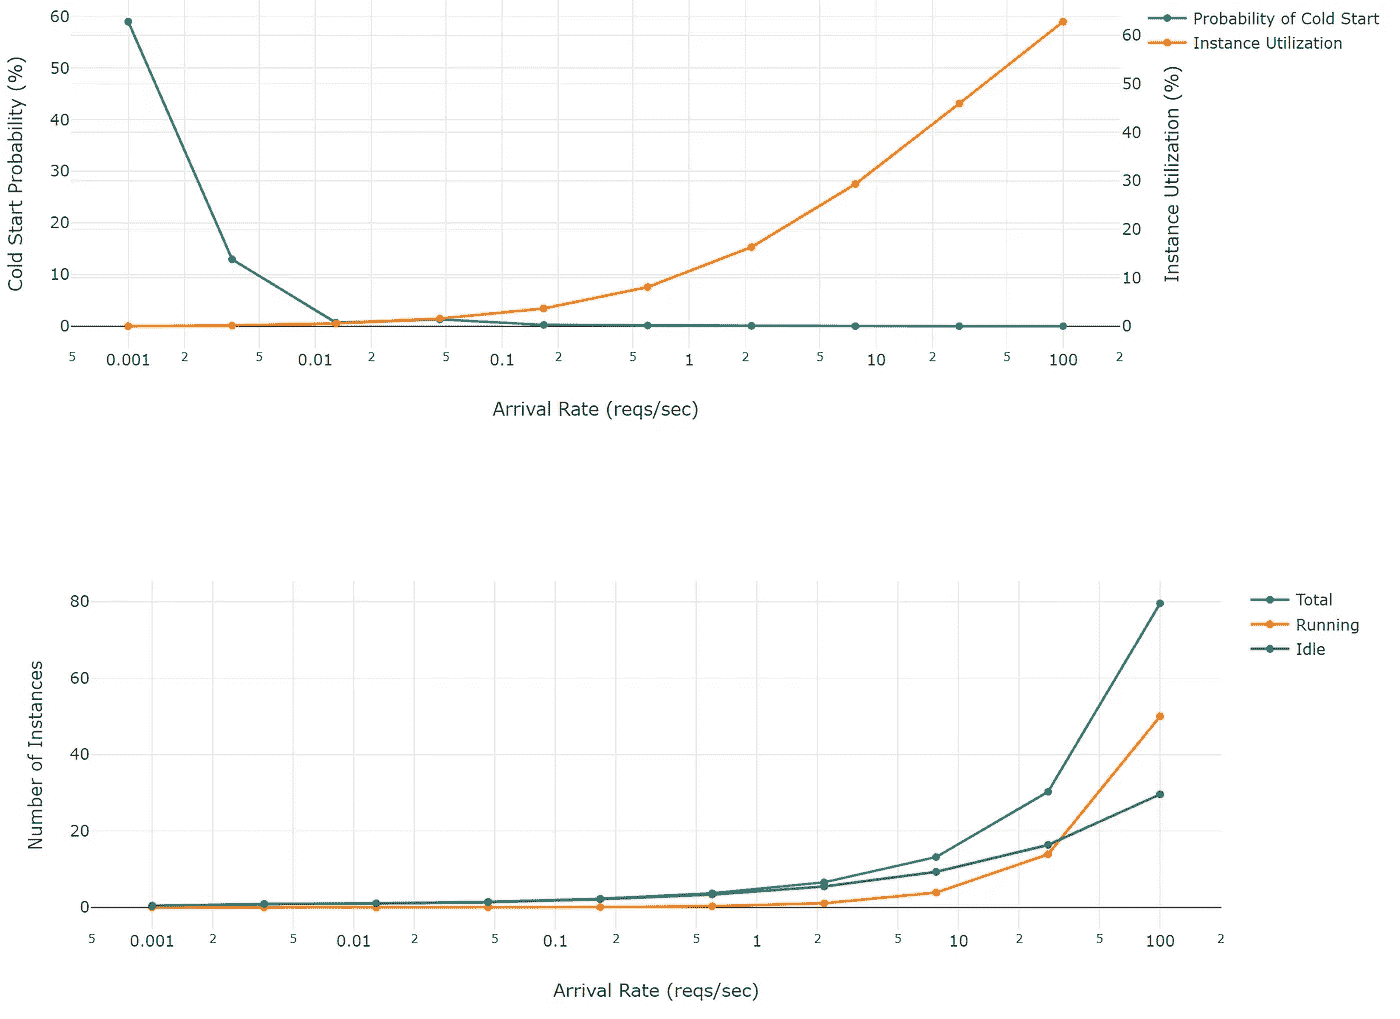 60
50
40
30
20
10
0
Cold Start Probability (%)
60
50
40
30
20
10
0
Instance Utilization (%)
Probability of Cold Start
Instance Utilization
5 0.001 2 5 0.01 2 5 0.1 2 5 1 2 5 10 2 5 100 2
Arrival Rate (reqs/sec)
80
60
40
20
0
Number of Instances
Total
Running
Idle
5 0.001 2 5 0.01 2 5 0.1 2 5 1 2 5 10 2 5 100 2
Arrival Rate (reqs/sec)